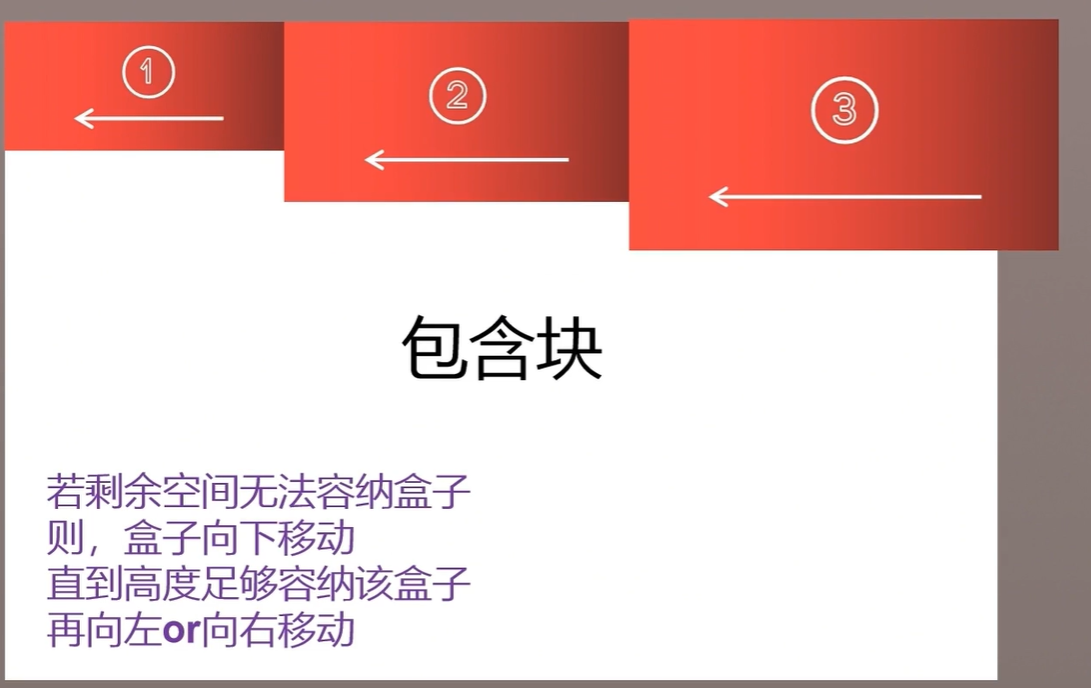 ① ② ③
包含块
若剩余空间无法容纳盒子
则，盒子向下移动
直到高度足够容纳该盒子
再向左or向右移动